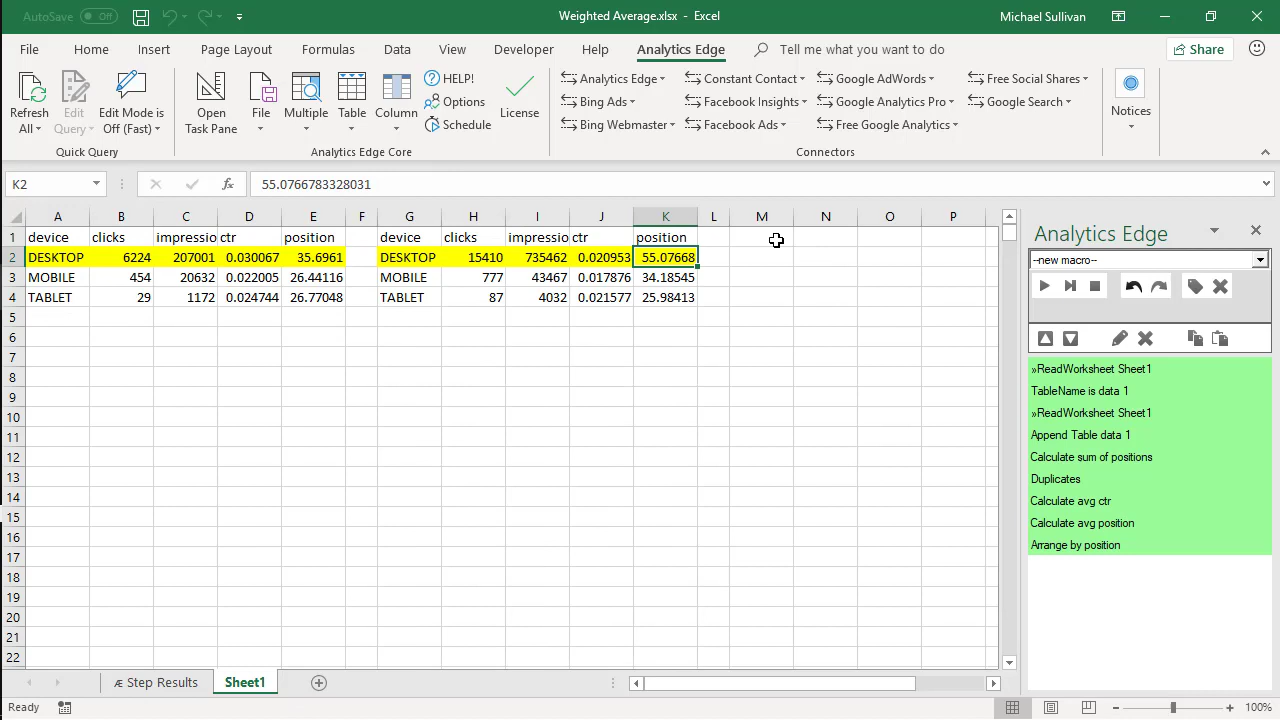 AutoSave Off Weighted Average.xlsx - Excel Michael Sullivan
File Home Insert Page Layout Formulas Data View Developer Help Analytics Edge Tell me what you want to do Share
Refresh All Edit Query Edit Mode is Off (Fast)
Quick Query
Open Task Pane File Multiple Table Column
HELP!
Options
Schedule
License
Analytics Edge Core
Analytics Edge Constant Contact Google AdWords Free Social Shares
Bing Ads Facebook Insights Google Analytics Pro Google Search
Bing Webmaster Facebook Ads Free Google Analytics
Connectors
Notices
K2 fx 55.0766783328031
A B C D E F G H I J K L M N O P
1 device clicks impressio ctr position device clicks impressio ctr position
2 DESKTOP 6224 207001 0.030067 35.6961 DESKTOP 15410 735462 0.020953 55.07668
3 MOBILE 454 20632 0.022005 26.44116 MOBILE 777 43467 0.017876 34.18545
4 TABLET 29 1172 0.024744 26.77048 TABLET 87 4032 0.021577 25.98413
5
6
7
8
9
10
11
12
13
14
15
16
17
18
19
20
21
22
Analytics Edge
--new macro--
»ReadWorksheet Sheet1
TableName is data 1
»ReadWorksheet Sheet1
Append Table data 1
Calculate sum of positions
Duplicates
Calculate avg ctr
Calculate avg position
Arrange by position
Æ Step Results Sheet1
Ready 100%